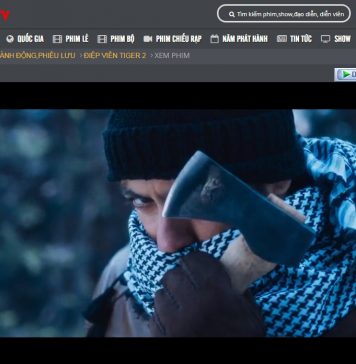 TV
Tìm kiếm phim,show,đạo diễn, diễn viên
QUỐC GIA PHIM LẺ PHIM BỘ PHIM CHIẾU RẠP NĂM PHÁT HÀNH TIN TỨC SHOW
ÀNH ĐỘNG,PHIÊU LƯU > ĐIỆP VIÊN TIGER 2 > XEM PHIM